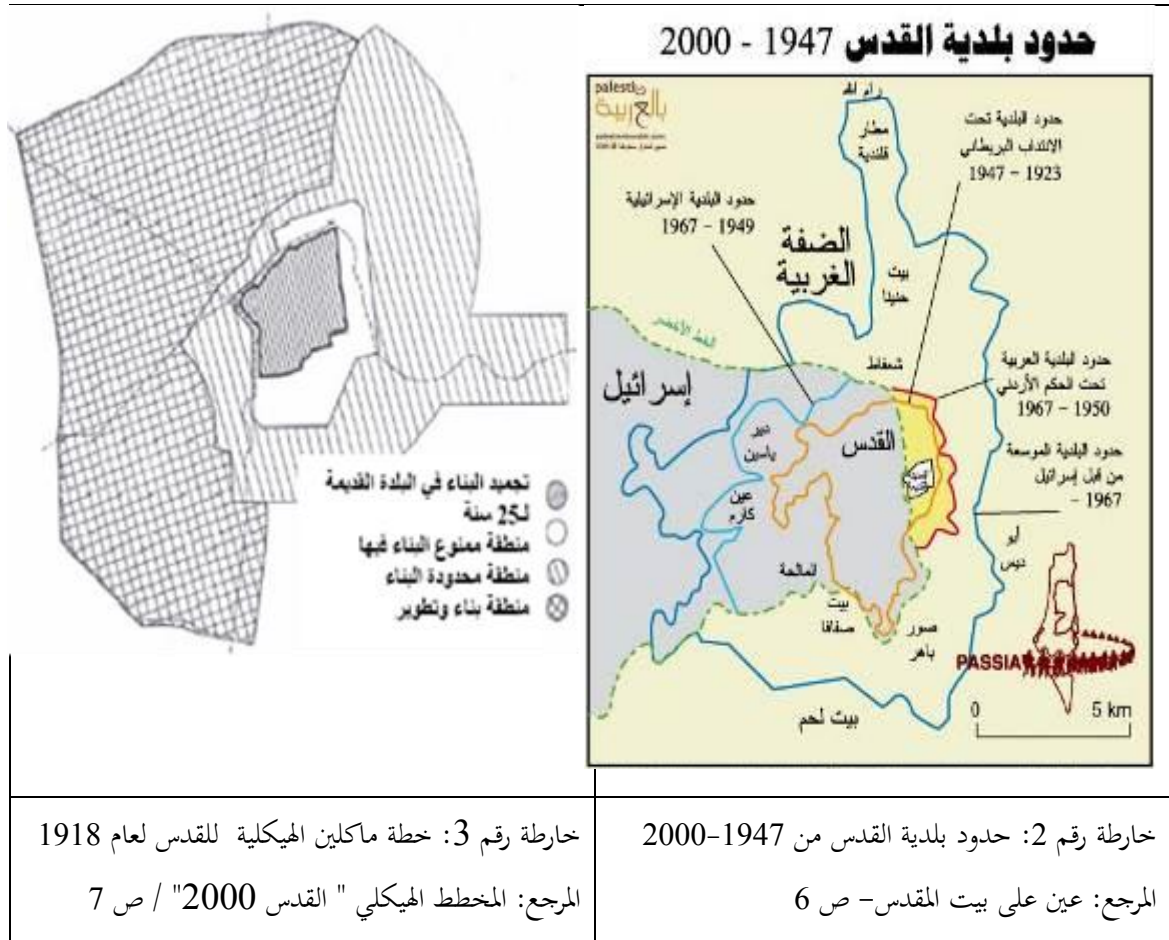 حدود بلدية القدس 1947 - 2000
palestine
بالعربية
رام الله
مطار
قلندية
حدود البلدية تحت
الانتداب البريطاني
1923 – 1947
حدود البلدية الإسرائيلية
1949 – 1967
الضفة
الغربية
بيت
حنينا
الخط الأخضر
شعفاط
حدود البلدية العربية
تحت الحكم الأردني
1950 – 1967
إسرائيل
القدس
دير
ياسين
حدود البلدية الموسعة
من قبل إسرائيل
1967 –
عين
كارم
أبو
ديس
المالحة
بيت
صفافا
صور
باهر
PASSIA
بيت لحم
0 5 km
تجميد البناء في البلدة القديمة
لـ25 سنة
منطقة ممنوع البناء فيها
منطقة محدودة البناء
منطقة بناء وتطوير
خارطة رقم 2: حدود بلدية القدس من 1947-2000
المرجع: عين على بيت المقدس- ص 6
خارطة رقم 3: خطة ماكلين الهيكلية للقدس لعام 1918
المرجع: المخطط الهيكلي " القدس 2000" / ص 7